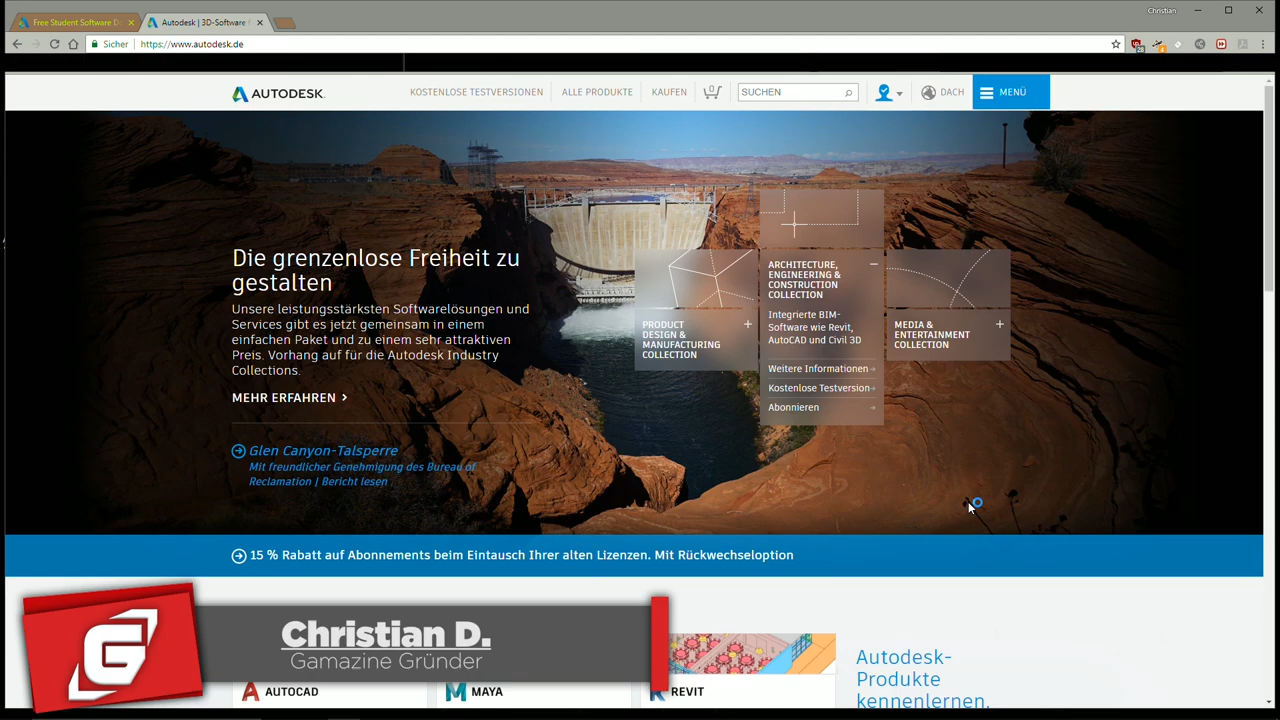 Christian
Free Student Software D
Autodesk | 3D-Software
Sicher
https://www.autodesk.de
AUTODESK
KOSTENLOSE TESTVERSIONEN
ALLE PRODUKTE
KAUFEN
0
SUCHEN
DACH
MENÜ
Die grenzenlose Freiheit zu
gestalten
Unsere leistungsstärksten Softwarelösungen und
Services gibt es jetzt gemeinsam in einem
einfachen Paket und zu einem sehr attraktiven
Preis. Vorhang auf für die Autodesk Industry
Collections.
MEHR ERFAHREN
Glen Canyon-Talsperre
Mit freundlicher Genehmigung des Bureau of
Reclamation | Bericht lesen
PRODUCT
DESIGN &
MANUFACTURING
COLLECTION
ARCHITECTURE,
ENGINEERING &
CONSTRUCTION
COLLECTION
Integrierte BIM-
Software wie Revit,
AutoCAD und Civil 3D
Weitere Informationen
Kostenlose Testversion
Abonnieren
MEDIA &
ENTERTAINMENT
COLLECTION
15 % Rabatt auf Abonnements beim Eintausch Ihrer alten Lizenzen. Mit Rückwechseloption
G
Christian D.
Gamazine Gründer
AUTOCAD
MAYA
REVIT
Autodesk-
Produkte
kennenlernen.